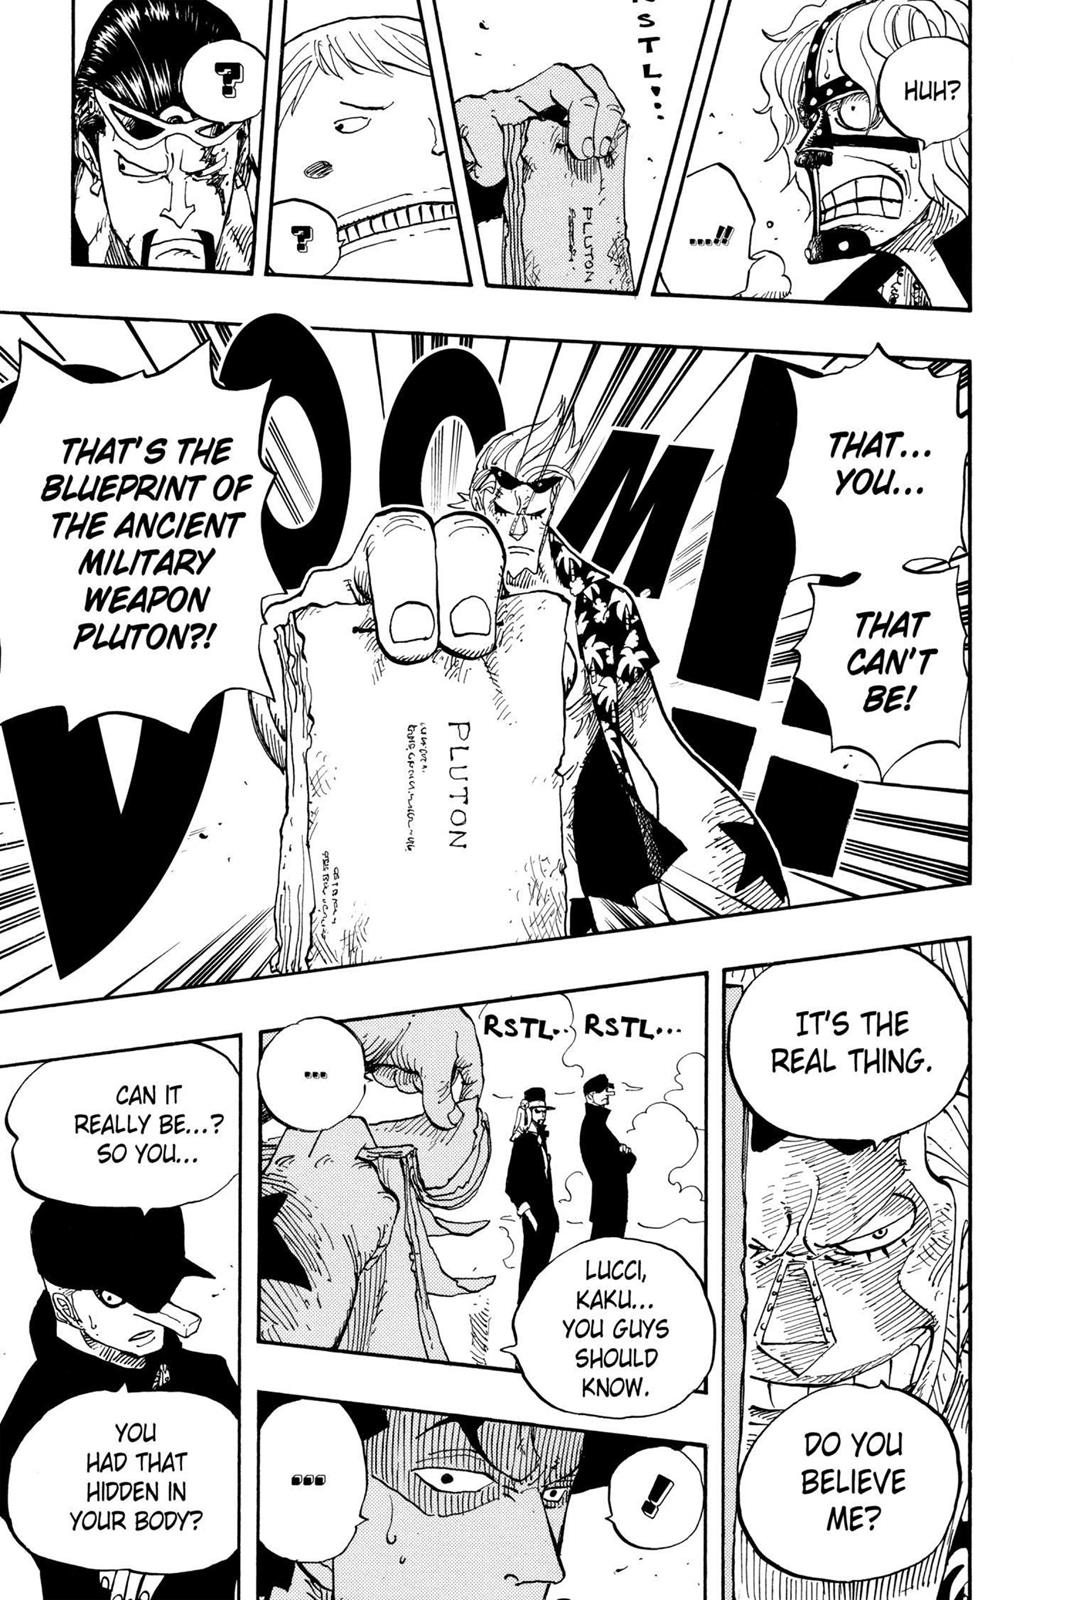 HUH?
...!!
RSTL...
PLUTON
?
?
THAT...
YOU...
THAT
CAN'T
BE!
DOOM!!
THAT'S THE
BLUEPRINT OF
THE ANCIENT
MILITARY
WEAPON
PLUTON?!
PLUTON
IT'S THE
REAL THING.
DO YOU
BELIEVE
ME?
RSTL.. RSTL...
...
LUCCI,
KAKU...
YOU GUYS
SHOULD
KNOW.
CAN IT
REALLY BE...?
SO YOU...
YOU
HAD THAT
HIDDEN IN
YOUR BODY?
!
...